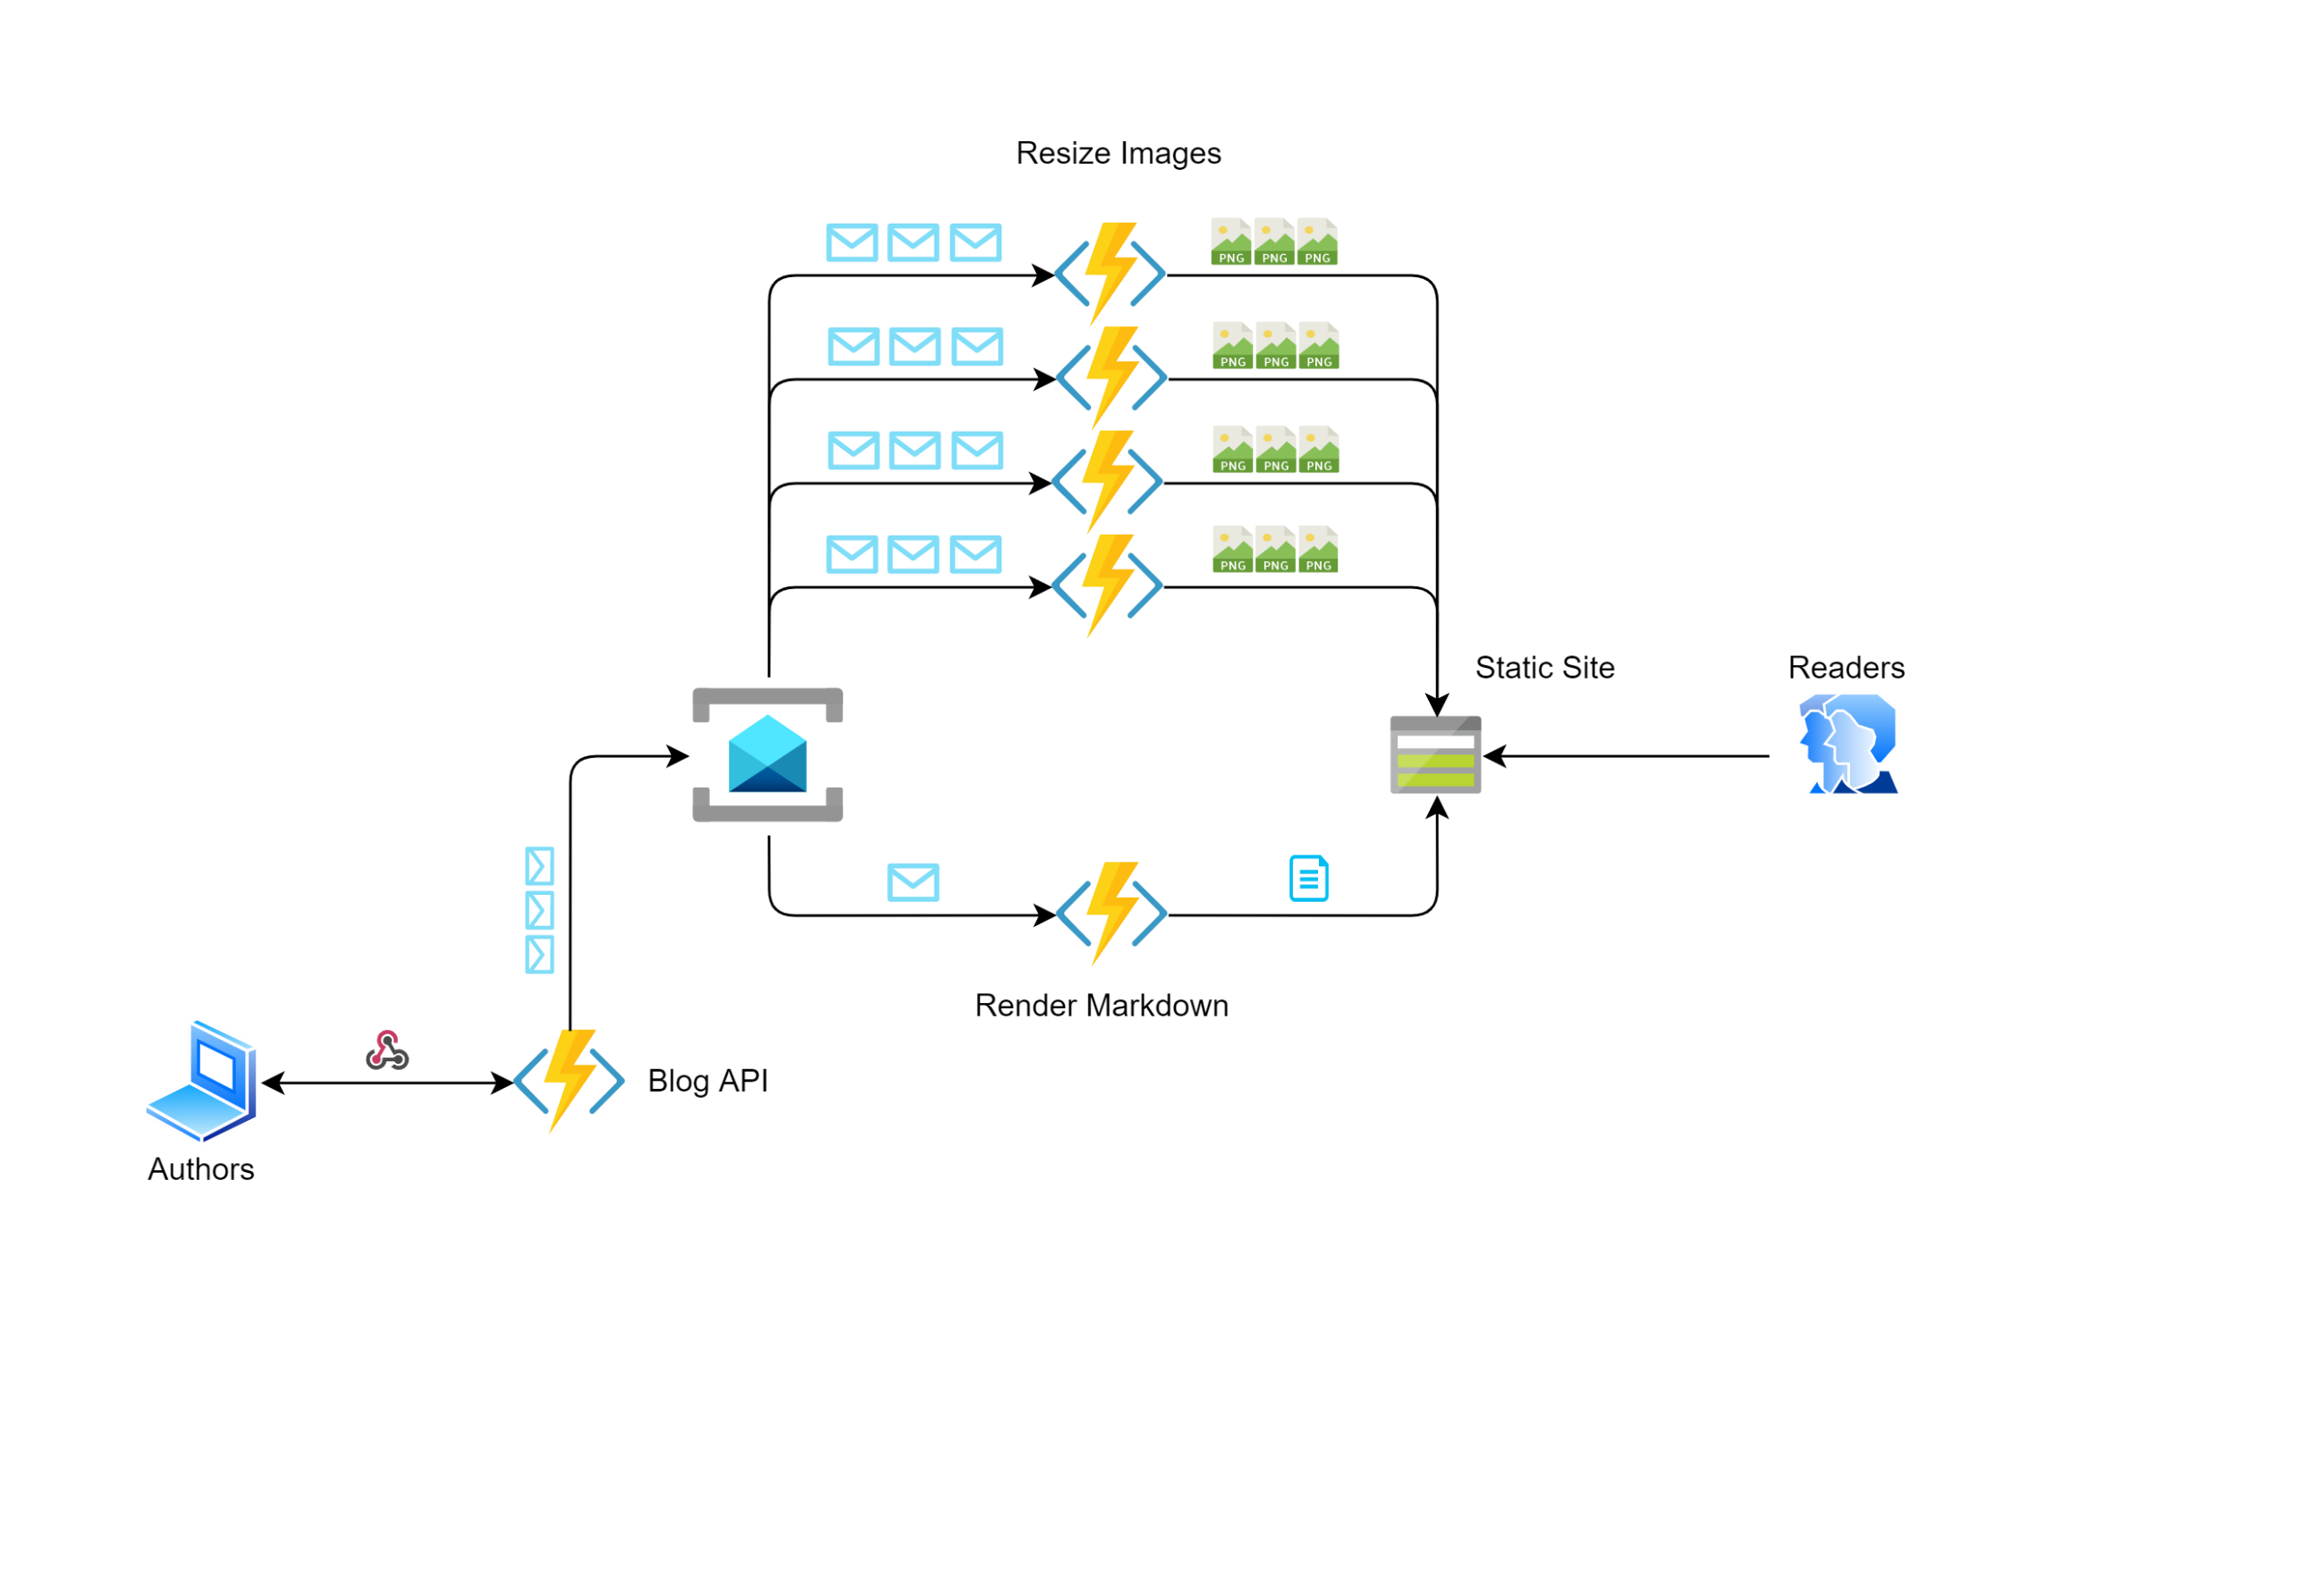 Resize Images
PNG PNG PNG
PNG PNG PNG
PNG PNG PNG
PNG PNG PNG
Static Site
Readers
Render Markdown
Blog API
Authors